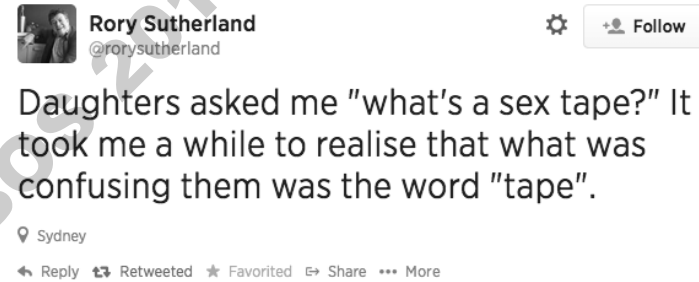 Rory Sutherland
@rorysutherland
Follow
Daughters asked me "what's a sex tape?" It
took me a while to realise that what was
confusing them was the word "tape".
Sydney
Reply Retweeted Favorited Share More